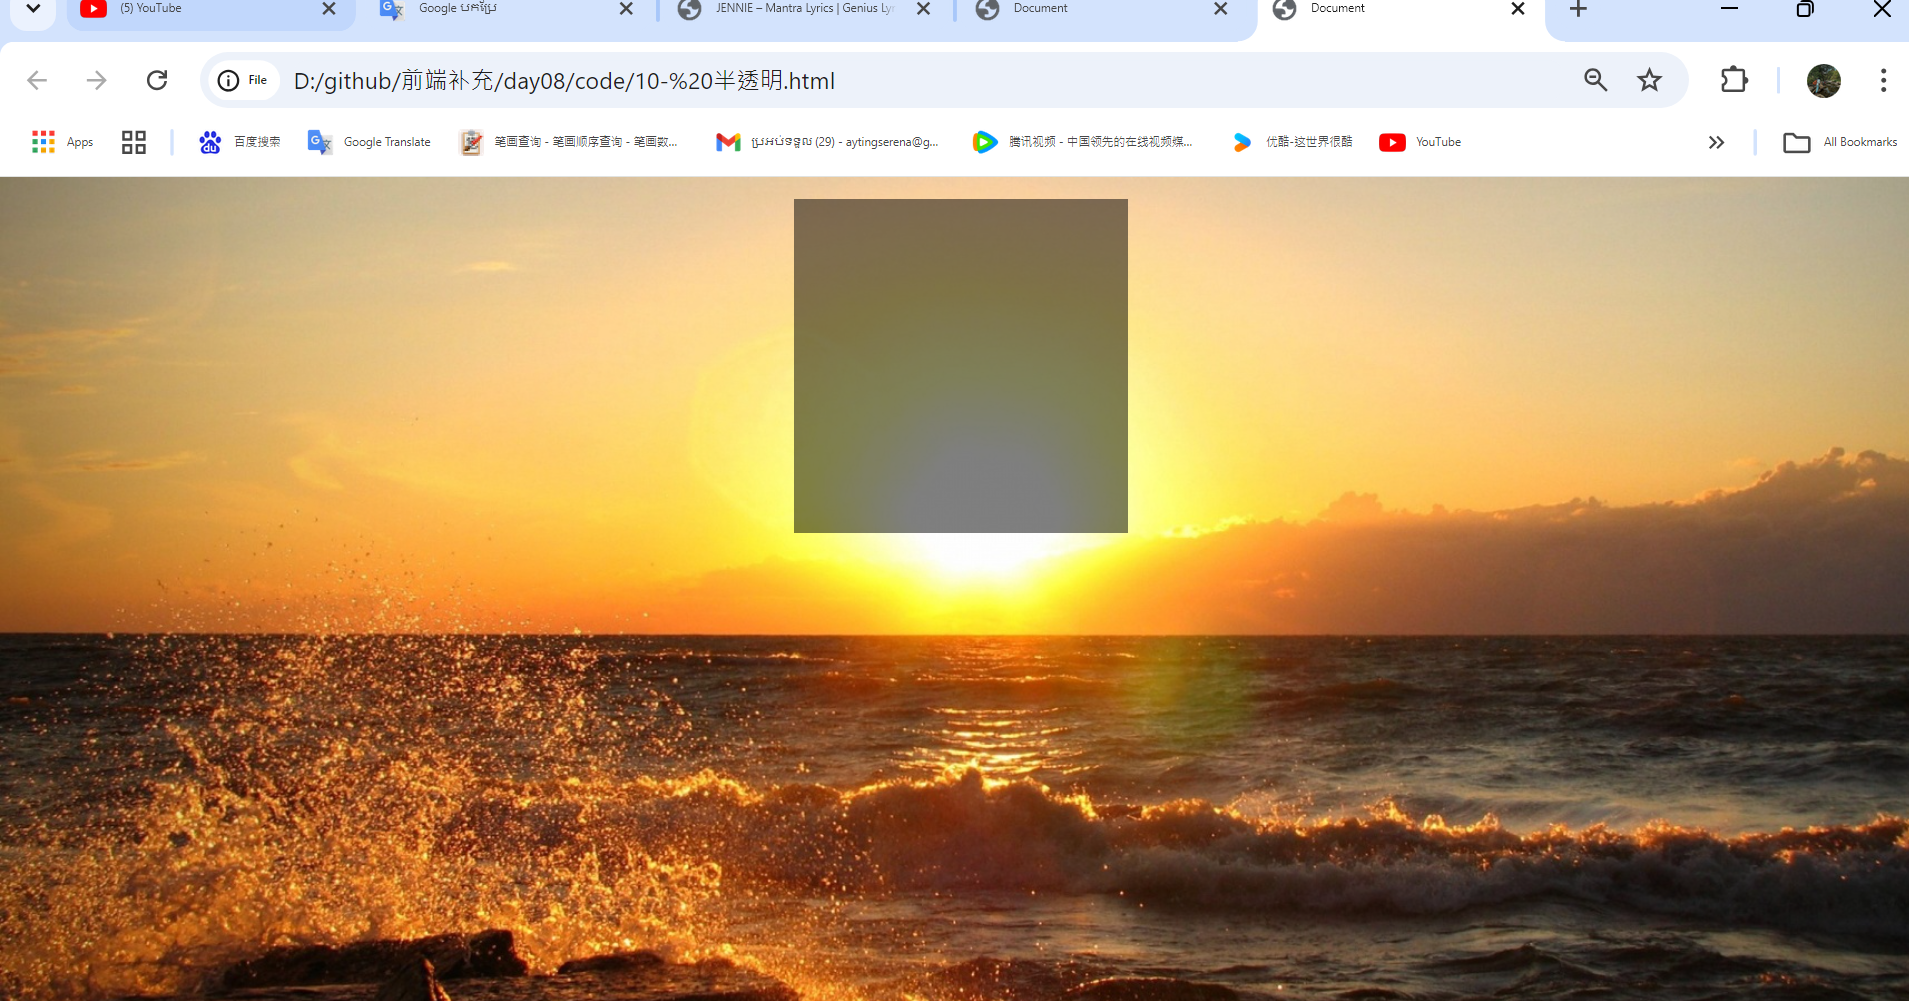 (5) YouTube
Google បកប្រែ
JENNIE – Mantra Lyrics | Genius Ly
Document
Document
File
D:/github/前端补充/day08/code/10-%20半透明.html
Apps
百度搜索
Google Translate
笔画查询 - 笔画顺序查询 - 笔画数...
ប្រអប់ទទួល (29) - aytingserena@g...
腾讯视频 - 中国领先的在线视频媒...
优酷-这世界很酷
YouTube
All Bookmarks